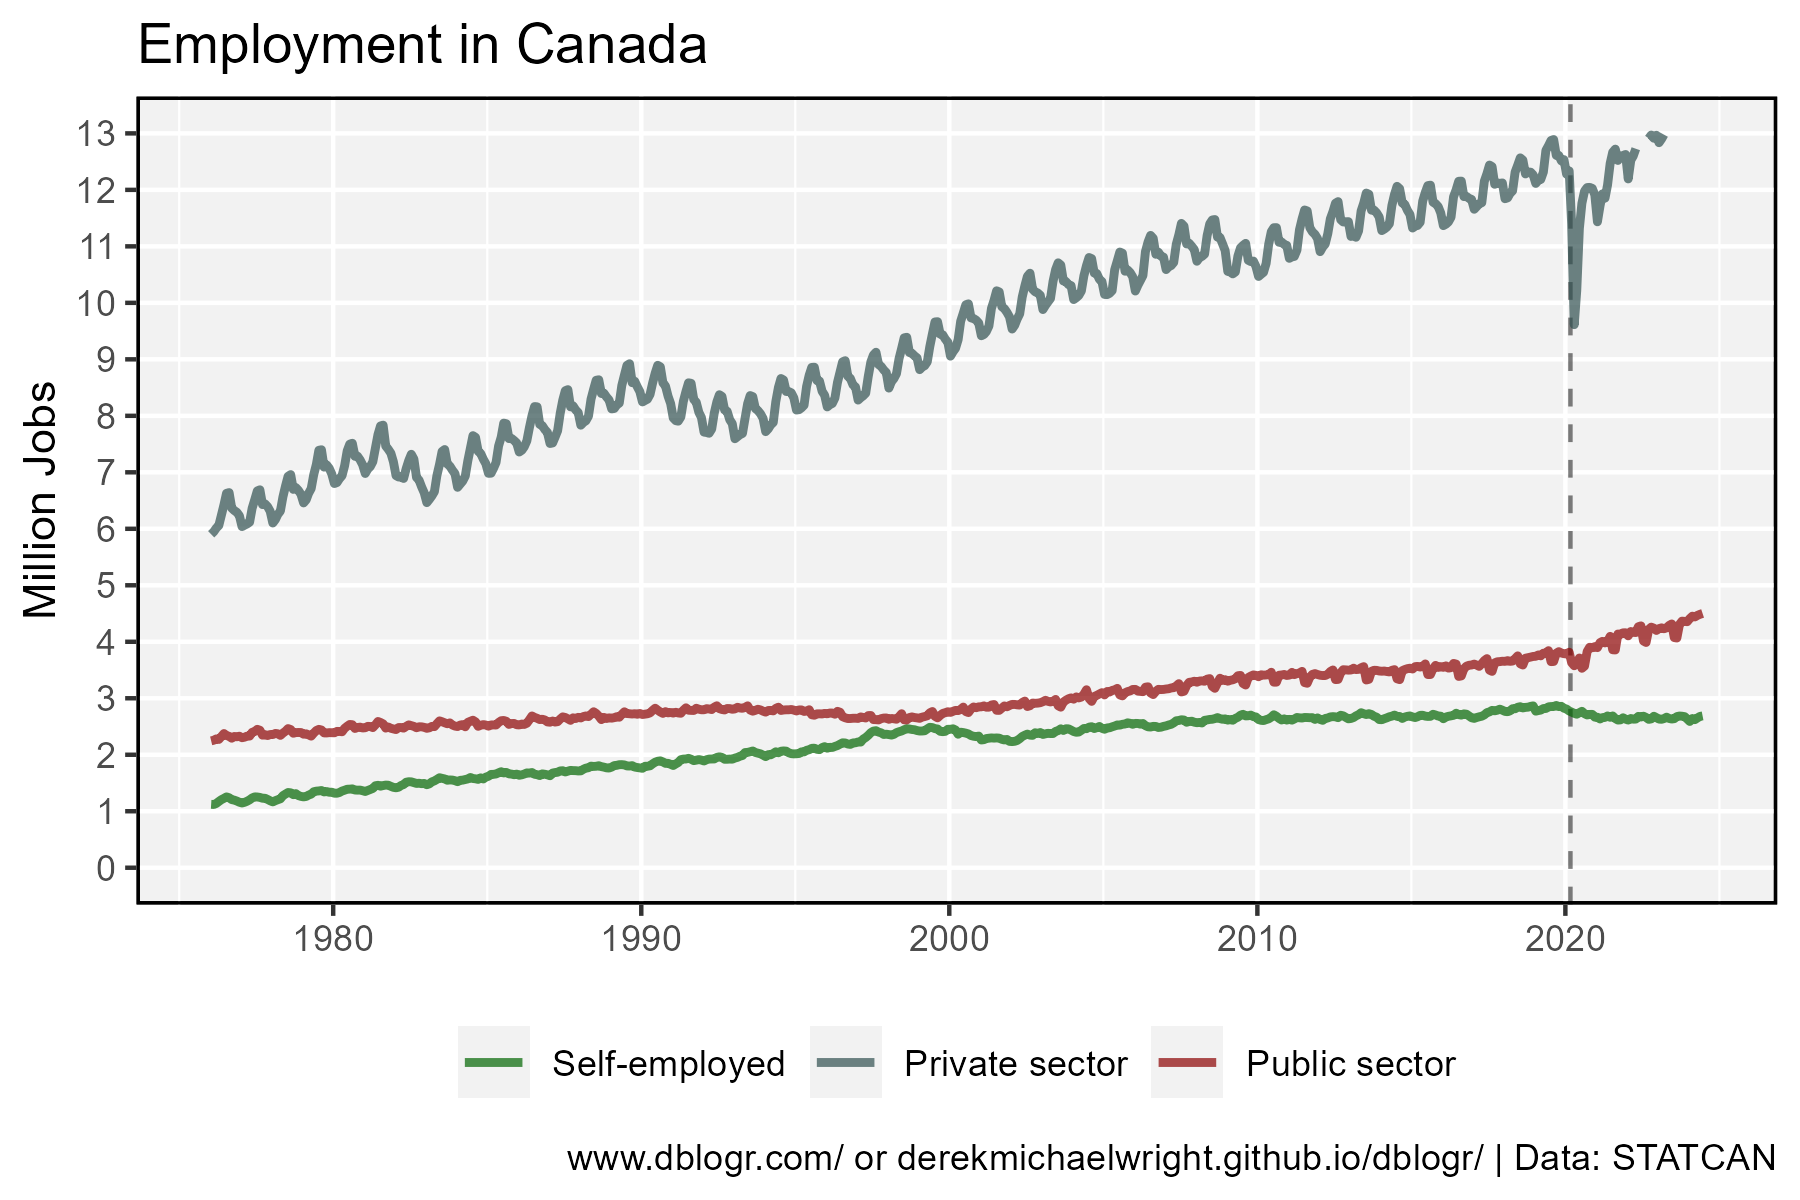 Employment in Canada
Million Jobs
13
12
11
10
9
8
7
6
5
4
3
2
1
0
1980 1990 2000 2010 2020
Self-employed Private sector Public sector
www.dblogr.com/ or derekmichaelwright.github.io/dblogr/ | Data: STATCAN